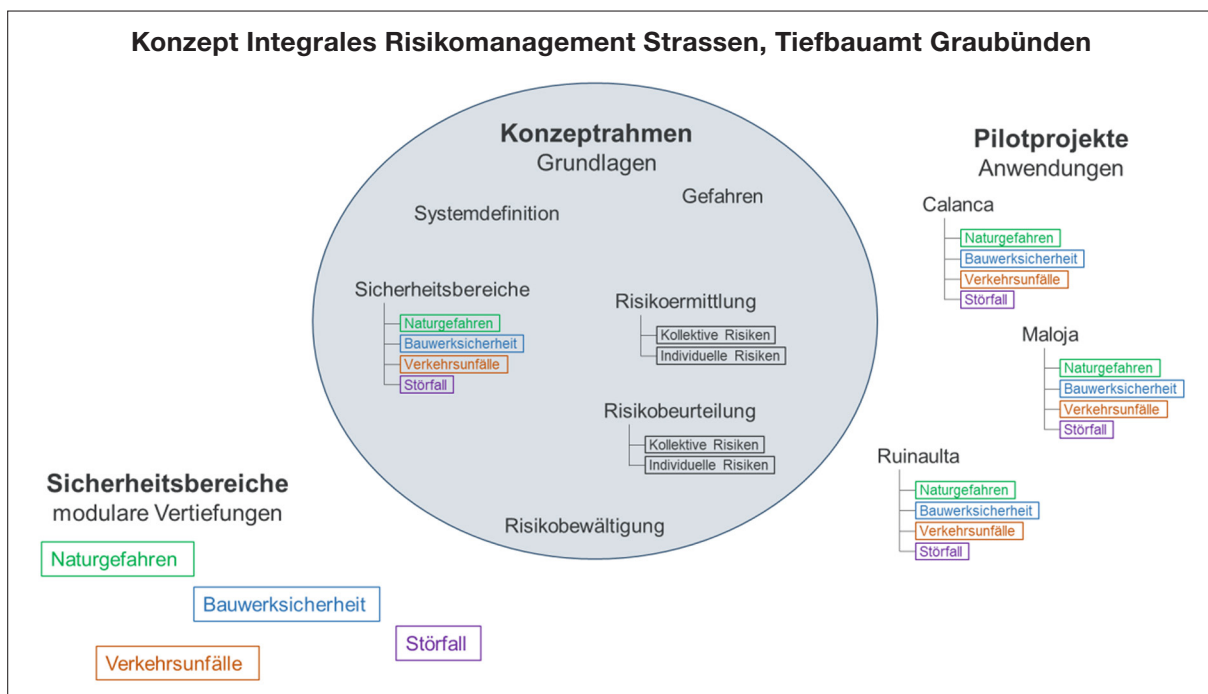 Konzept Integrales Risikomanagement Strassen, Tiefbauamt Graubünden
Konzeptrahmen
Grundlagen
Systemdefinition
Gefahren
Sicherheitsbereiche
Naturgefahren
Bauwerksicherheit
Verkehrsunfälle
Störfall
Risikoermittlung
Kollektive Risiken
Individuelle Risiken
Risikobeurteilung
Kollektive Risiken
Individuelle Risiken
Risikobewältigung
Pilotprojekte
Anwendungen
Calanca
Naturgefahren
Bauwerksicherheit
Verkehrsunfälle
Störfall
Maloja
Naturgefahren
Bauwerksicherheit
Verkehrsunfälle
Störfall
Ruinaulta
Naturgefahren
Bauwerksicherheit
Verkehrsunfälle
Störfall
Sicherheitsbereiche
modulare Vertiefungen
Naturgefahren
Bauwerksicherheit
Störfall
Verkehrsunfälle